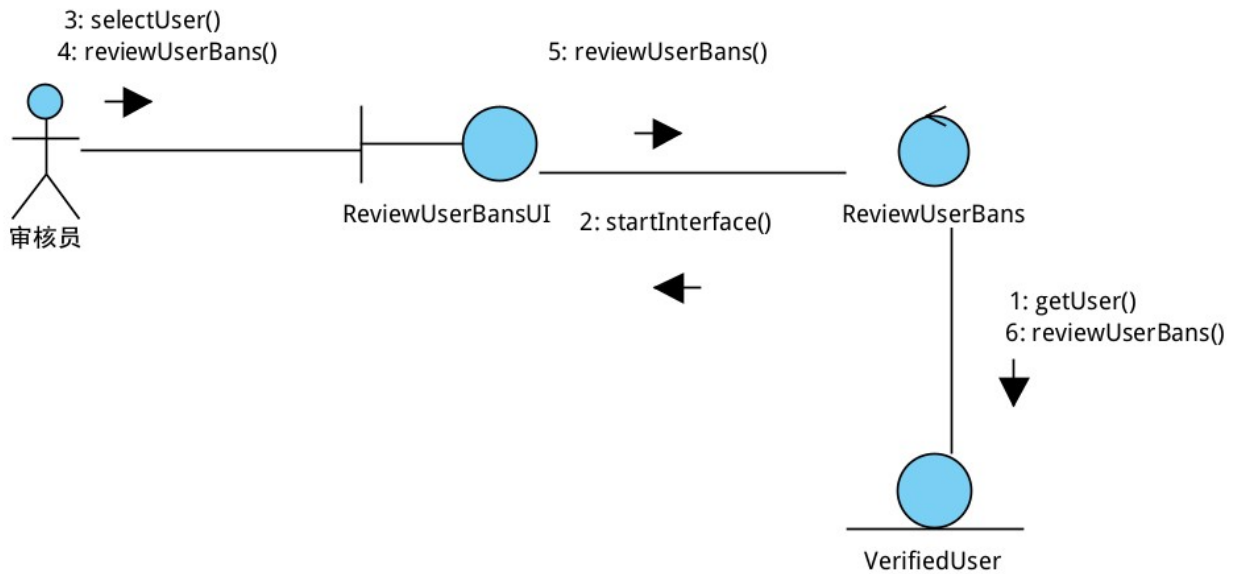 3: selectUser()
4: reviewUserBans()
5: reviewUserBans()
审核员
ReviewUserBansUI
2: startInterface()
ReviewUserBans
1: getUser()
6: reviewUserBans()
VerifiedUser